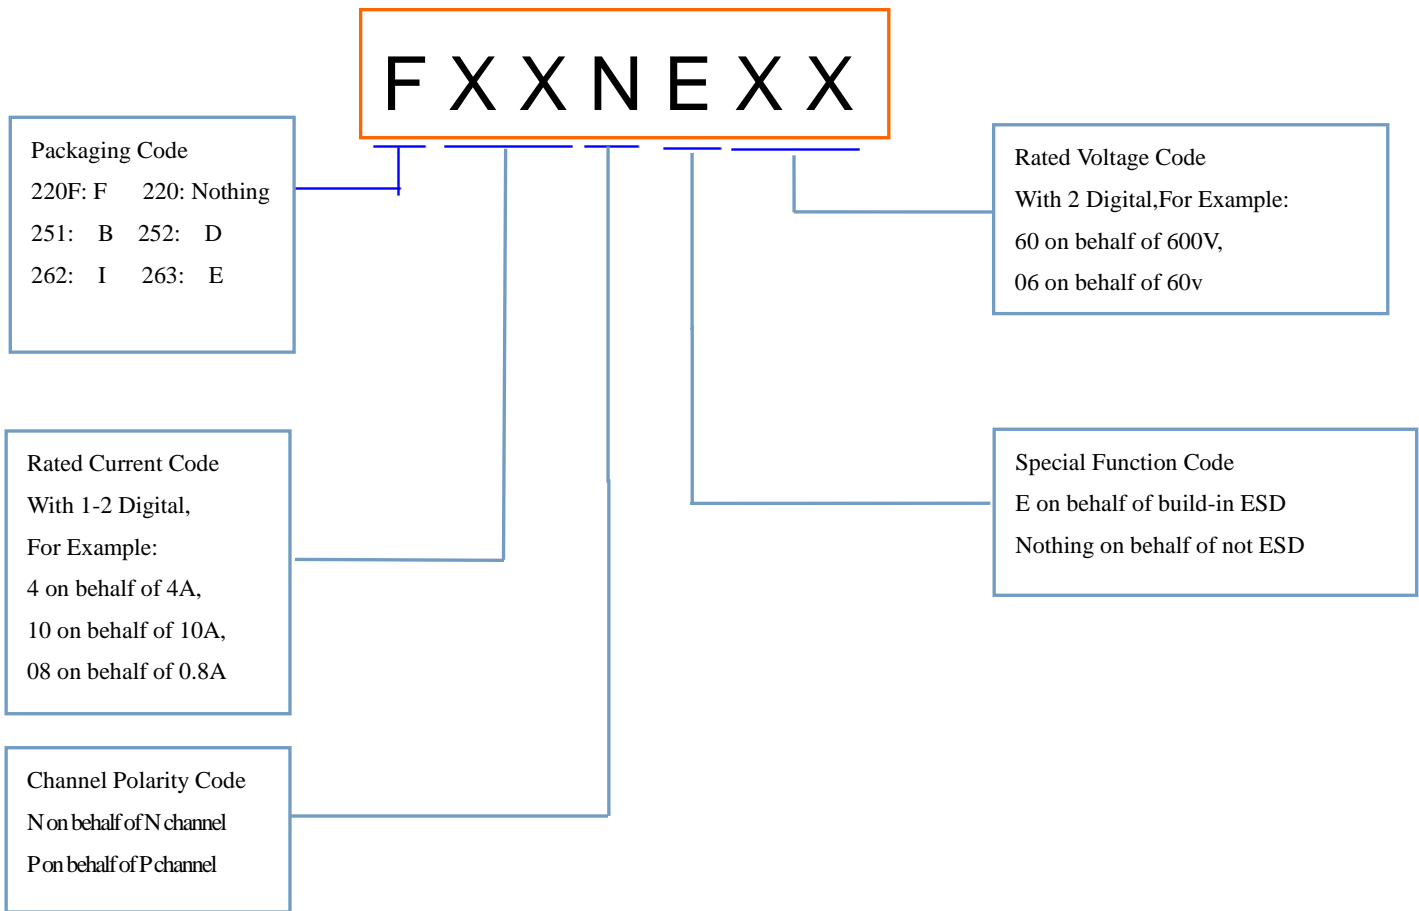 F X X N E X X
Packaging Code
220F: F 220: Nothing
251: B 252: D
262: I 263: E
Rated Voltage Code
With 2 Digital,For Example:
60 on behalf of 600V,
06 on behalf of 60v
Rated Current Code
With 1-2 Digital,
For Example:
4 on behalf of 4A,
10 on behalf of 10A,
08 on behalf of 0.8A
Special Function Code
E on behalf of build-in ESD
Nothing on behalf of not ESD
Channel Polarity Code
N on behalf of N channel
P on behalf of P channel